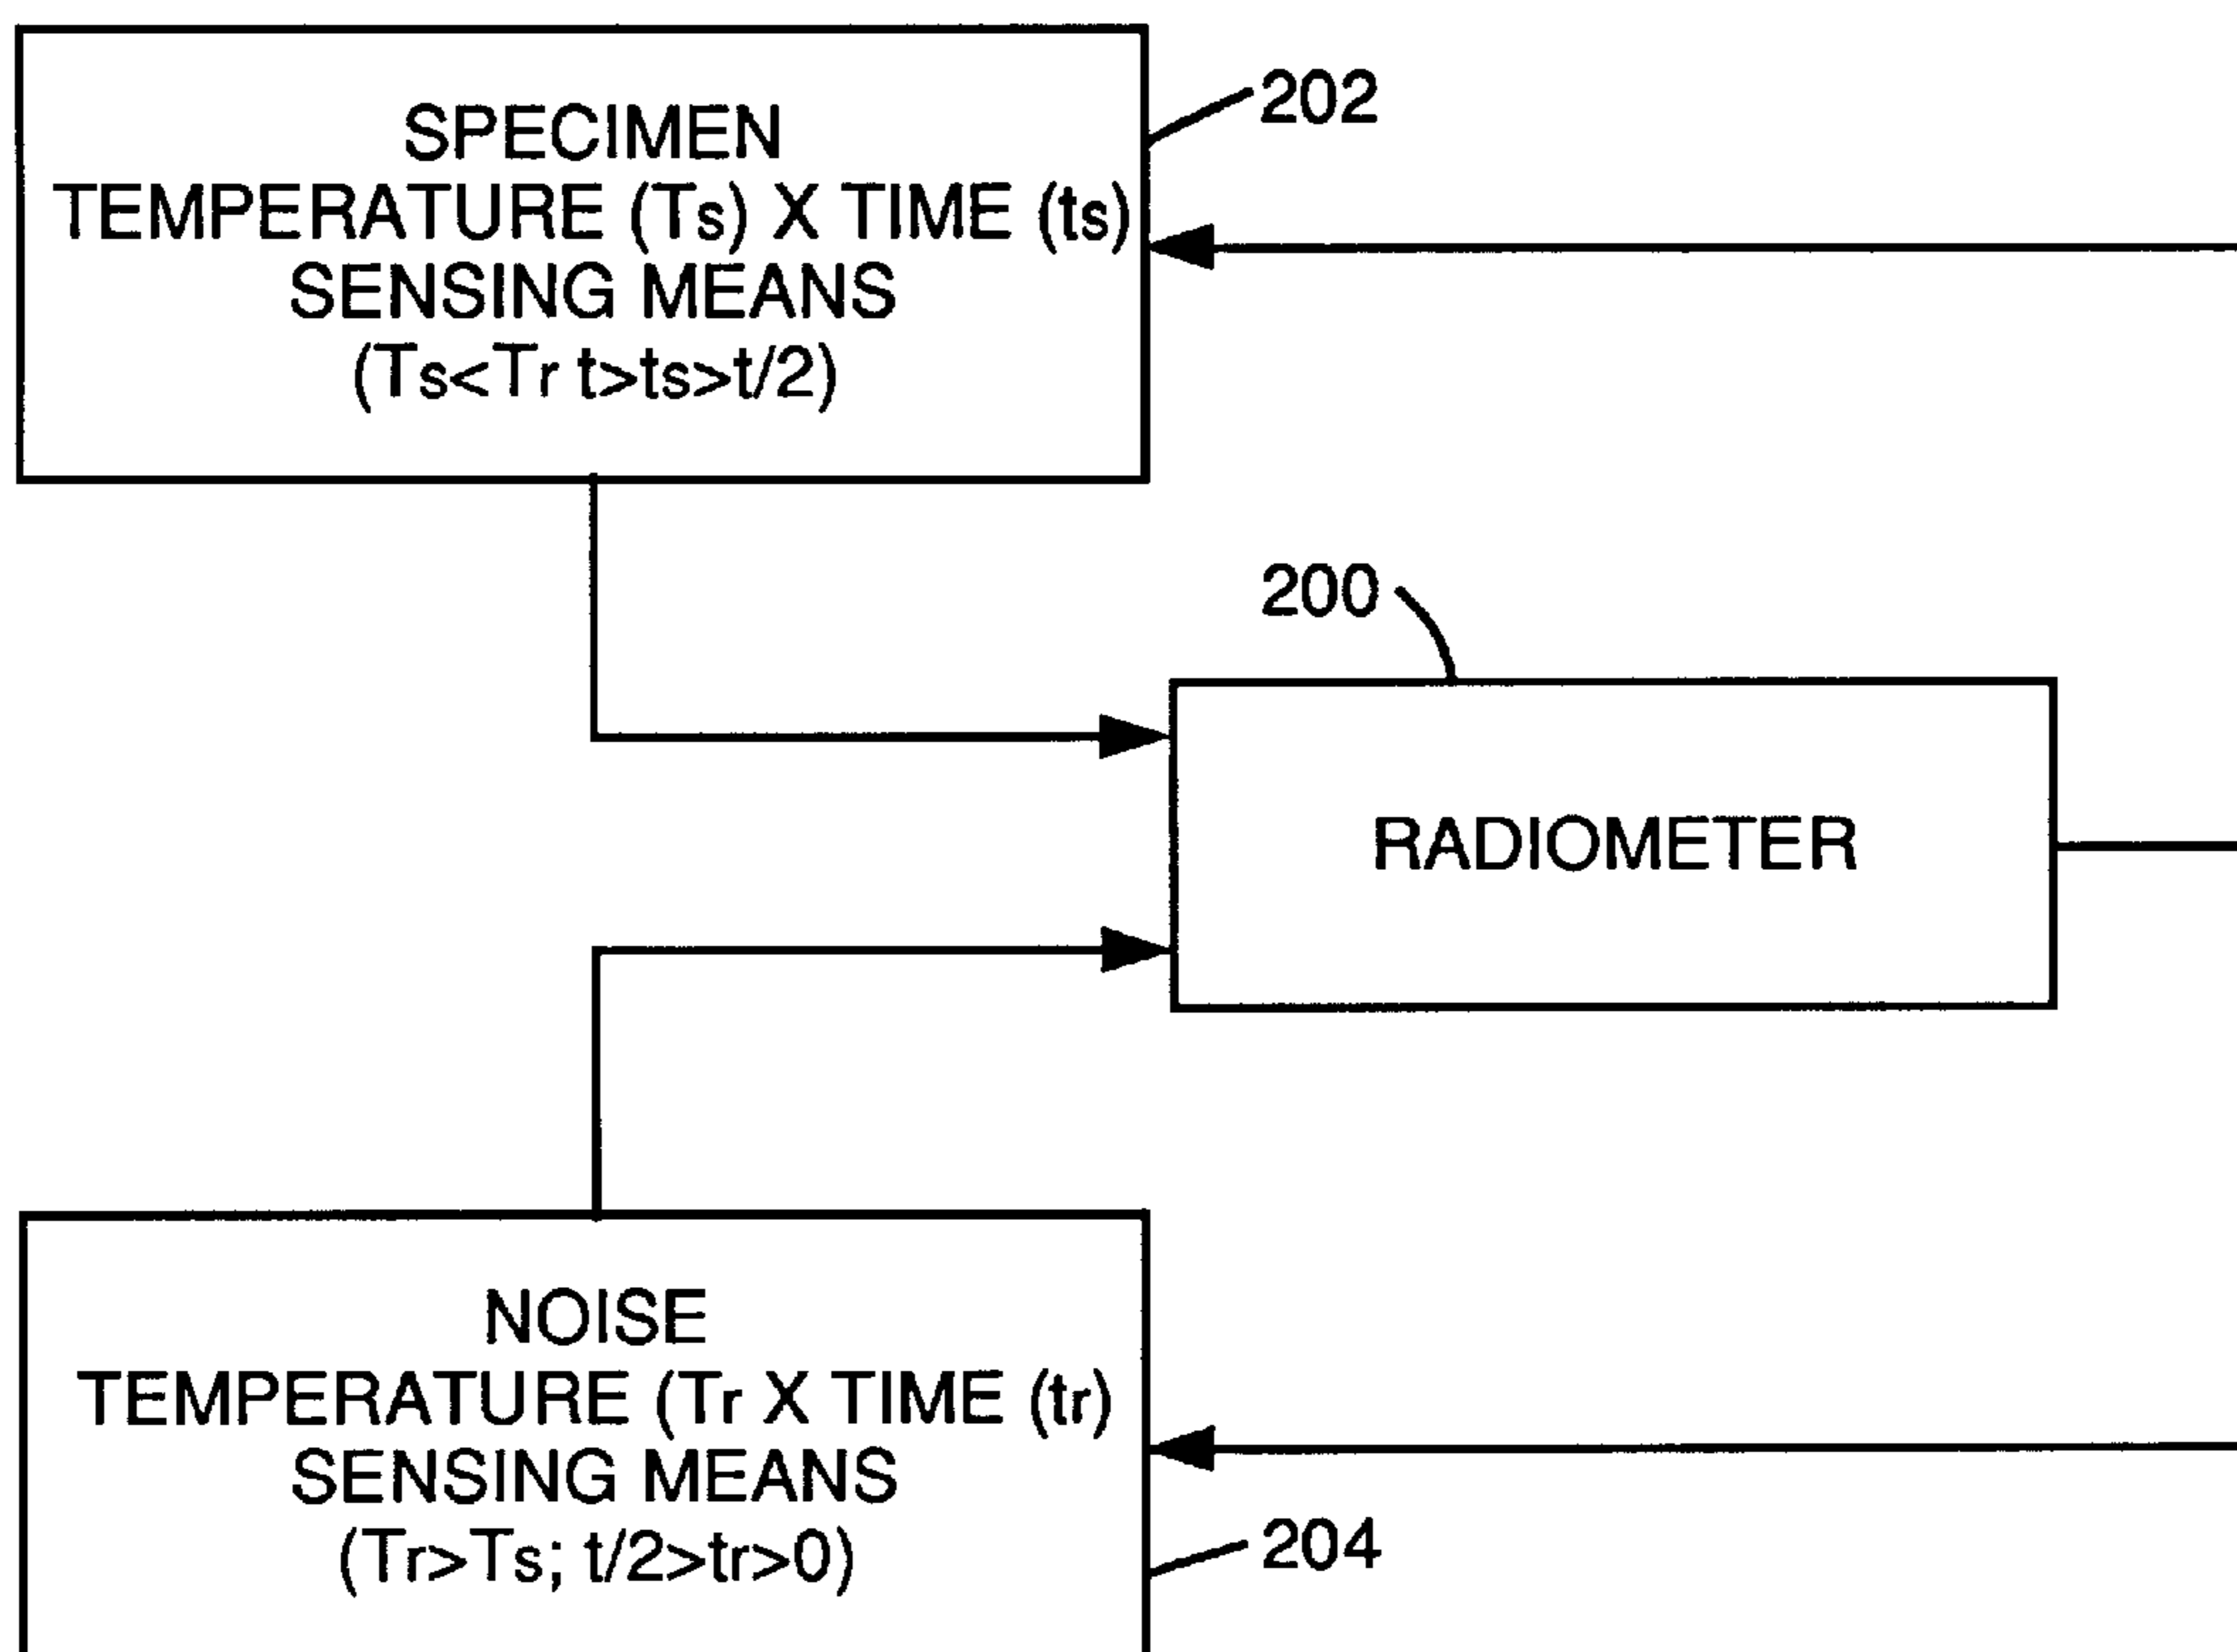 SPECIMEN
TEMPERATURE (Ts) X TIME (ts)
SENSING MEANS
(Ts<Tr t>ts>t/2)
202
200
RADIOMETER
NOISE
TEMPERATURE (Tr X TIME (tr)
SENSING MEANS
(Tr>Ts; t/2>tr>0)
204